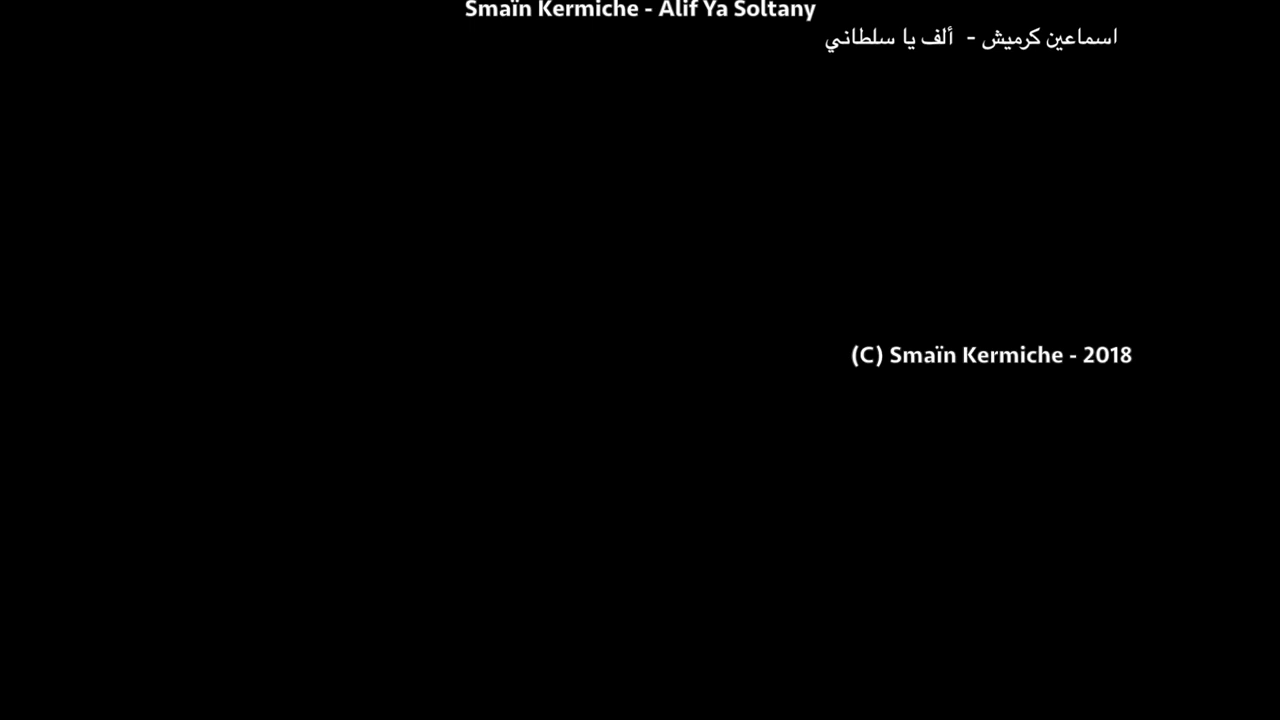 Smaïn Kermiche - Alif Ya Soltany
اسماعين كرميش - ألف يا سلطاني
(C) Smaïn Kermiche - 2018